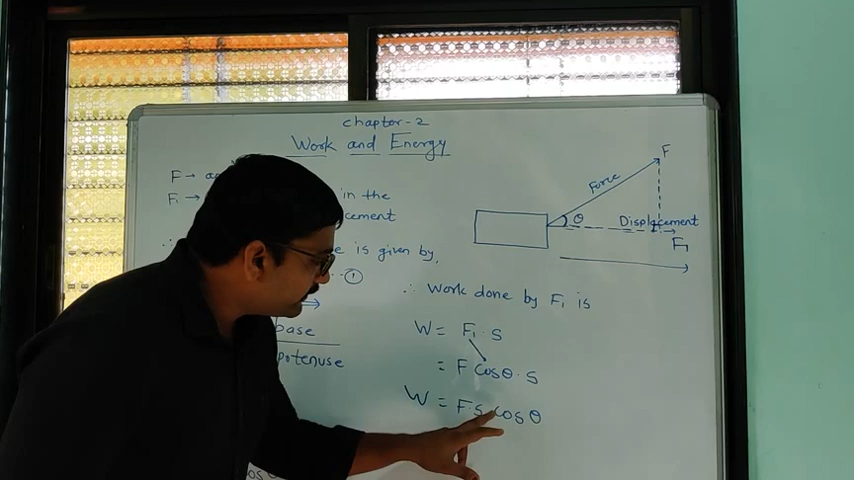 chapter-2
Work and Energy
F →
F₁ → in the
cement
∴ e is given by,
①
base
potenuse
F
Force
θ
Displacement
F₁
∴ Work done by F₁ is
W = F₁ · S
= F cosθ · S
W = F·S cosθ